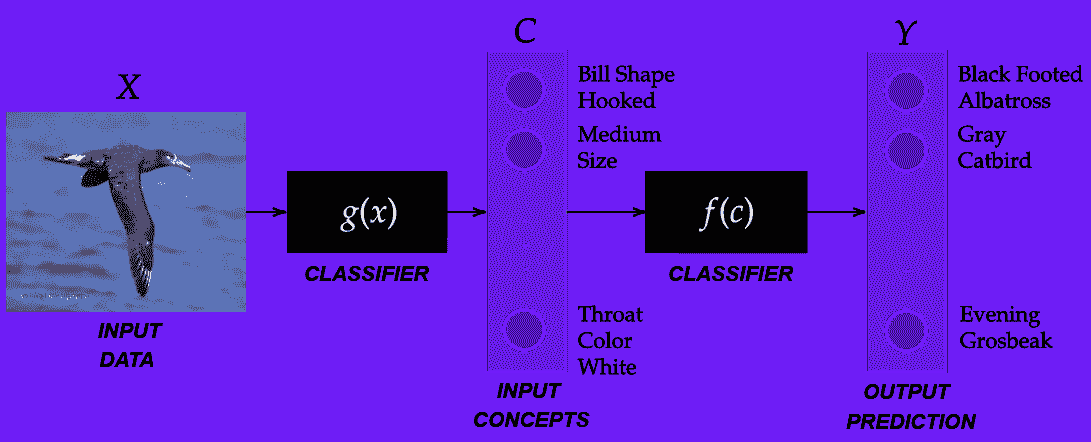 X
INPUT
DATA
g(x)
CLASSIFIER
C
Bill Shape
Hooked
Medium
Size
Throat
Color
White
INPUT
CONCEPTS
f(c)
CLASSIFIER
Y
Black Footed
Albatross
Gray
Catbird
Evening
Grosbeak
OUTPUT
PREDICTION